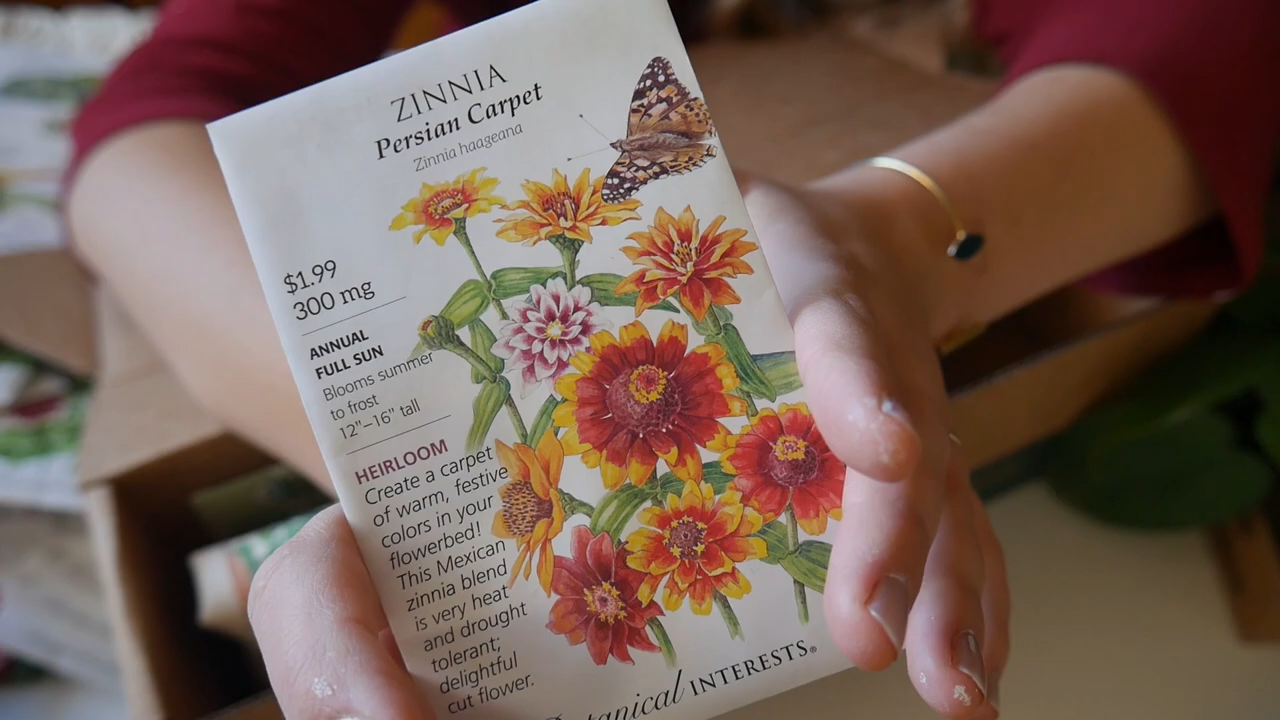 ZINNIA
Persian Carpet
Zinnia haageana
$1.99
300 mg
ANNUAL
FULL SUN
Blooms summer
to frost
12"–16" tall
HEIRLOOM
Create a carpet
of warm, festive
colors in your
flowerbed!
This Mexican
zinnia blend
is very heat
and drought
tolerant;
delightful
cut flower.
Botanical INTERESTS®